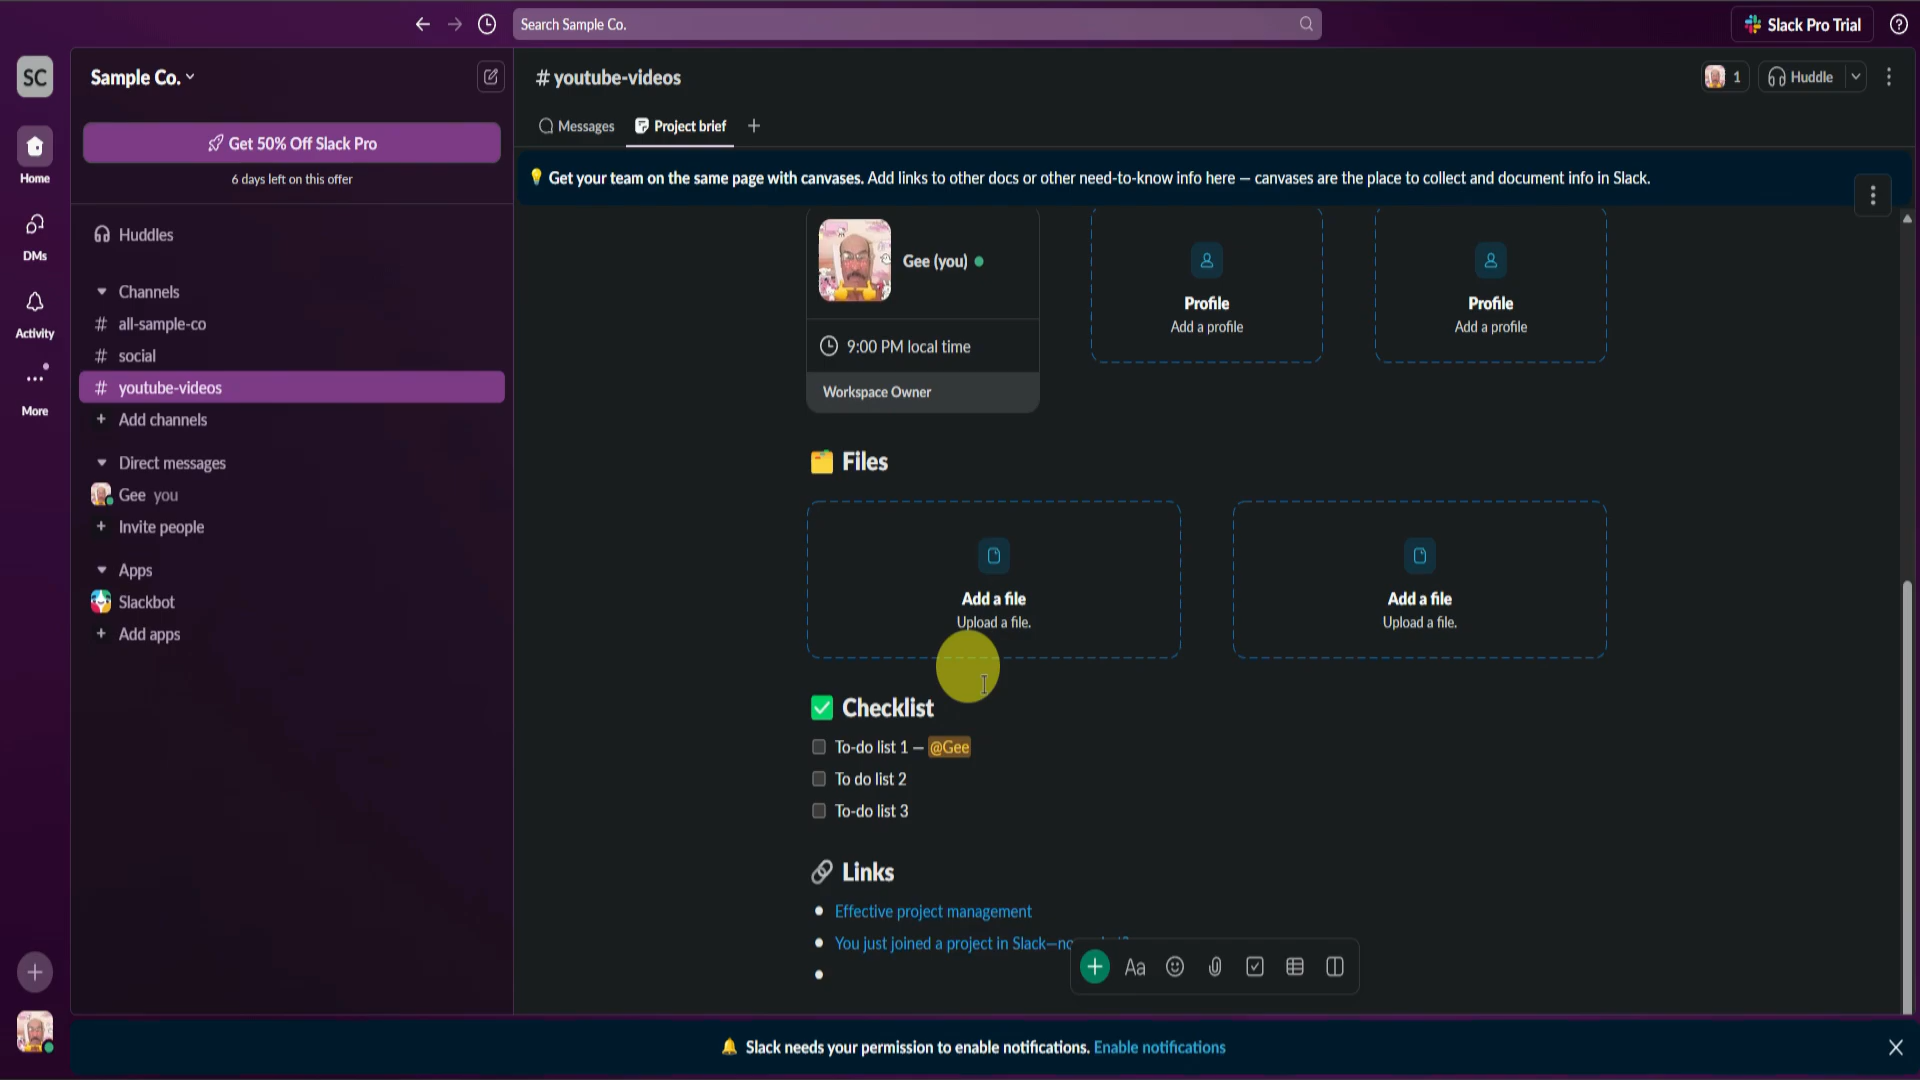 Search Sample Co.
Slack Pro Trial
SC
Home
DMs
Activity
More
Sample Co.
Get 50% Off Slack Pro
6 days left on this offer
Huddles
Channels
# all-sample-co
# social
# youtube-videos
+ Add channels
Direct messages
Gee you
+ Invite people
Apps
Slackbot
+ Add apps
# youtube-videos
1
Huddle
Messages
Project brief
Get your team on the same page with canvases. Add links to other docs or other need-to-know info here – canvases are the place to collect and document info in Slack.
Gee (you)
9:00 PM local time
Workspace Owner
Profile
Add a profile
Profile
Add a profile
Files
Add a file
Upload a file.
Add a file
Upload a file.
Checklist
To-do list 1 – @Gee
To do list 2
To-do list 3
Links
Effective project management
You just joined a project in Slack—
Aa
Slack needs your permission to enable notifications. Enable notifications